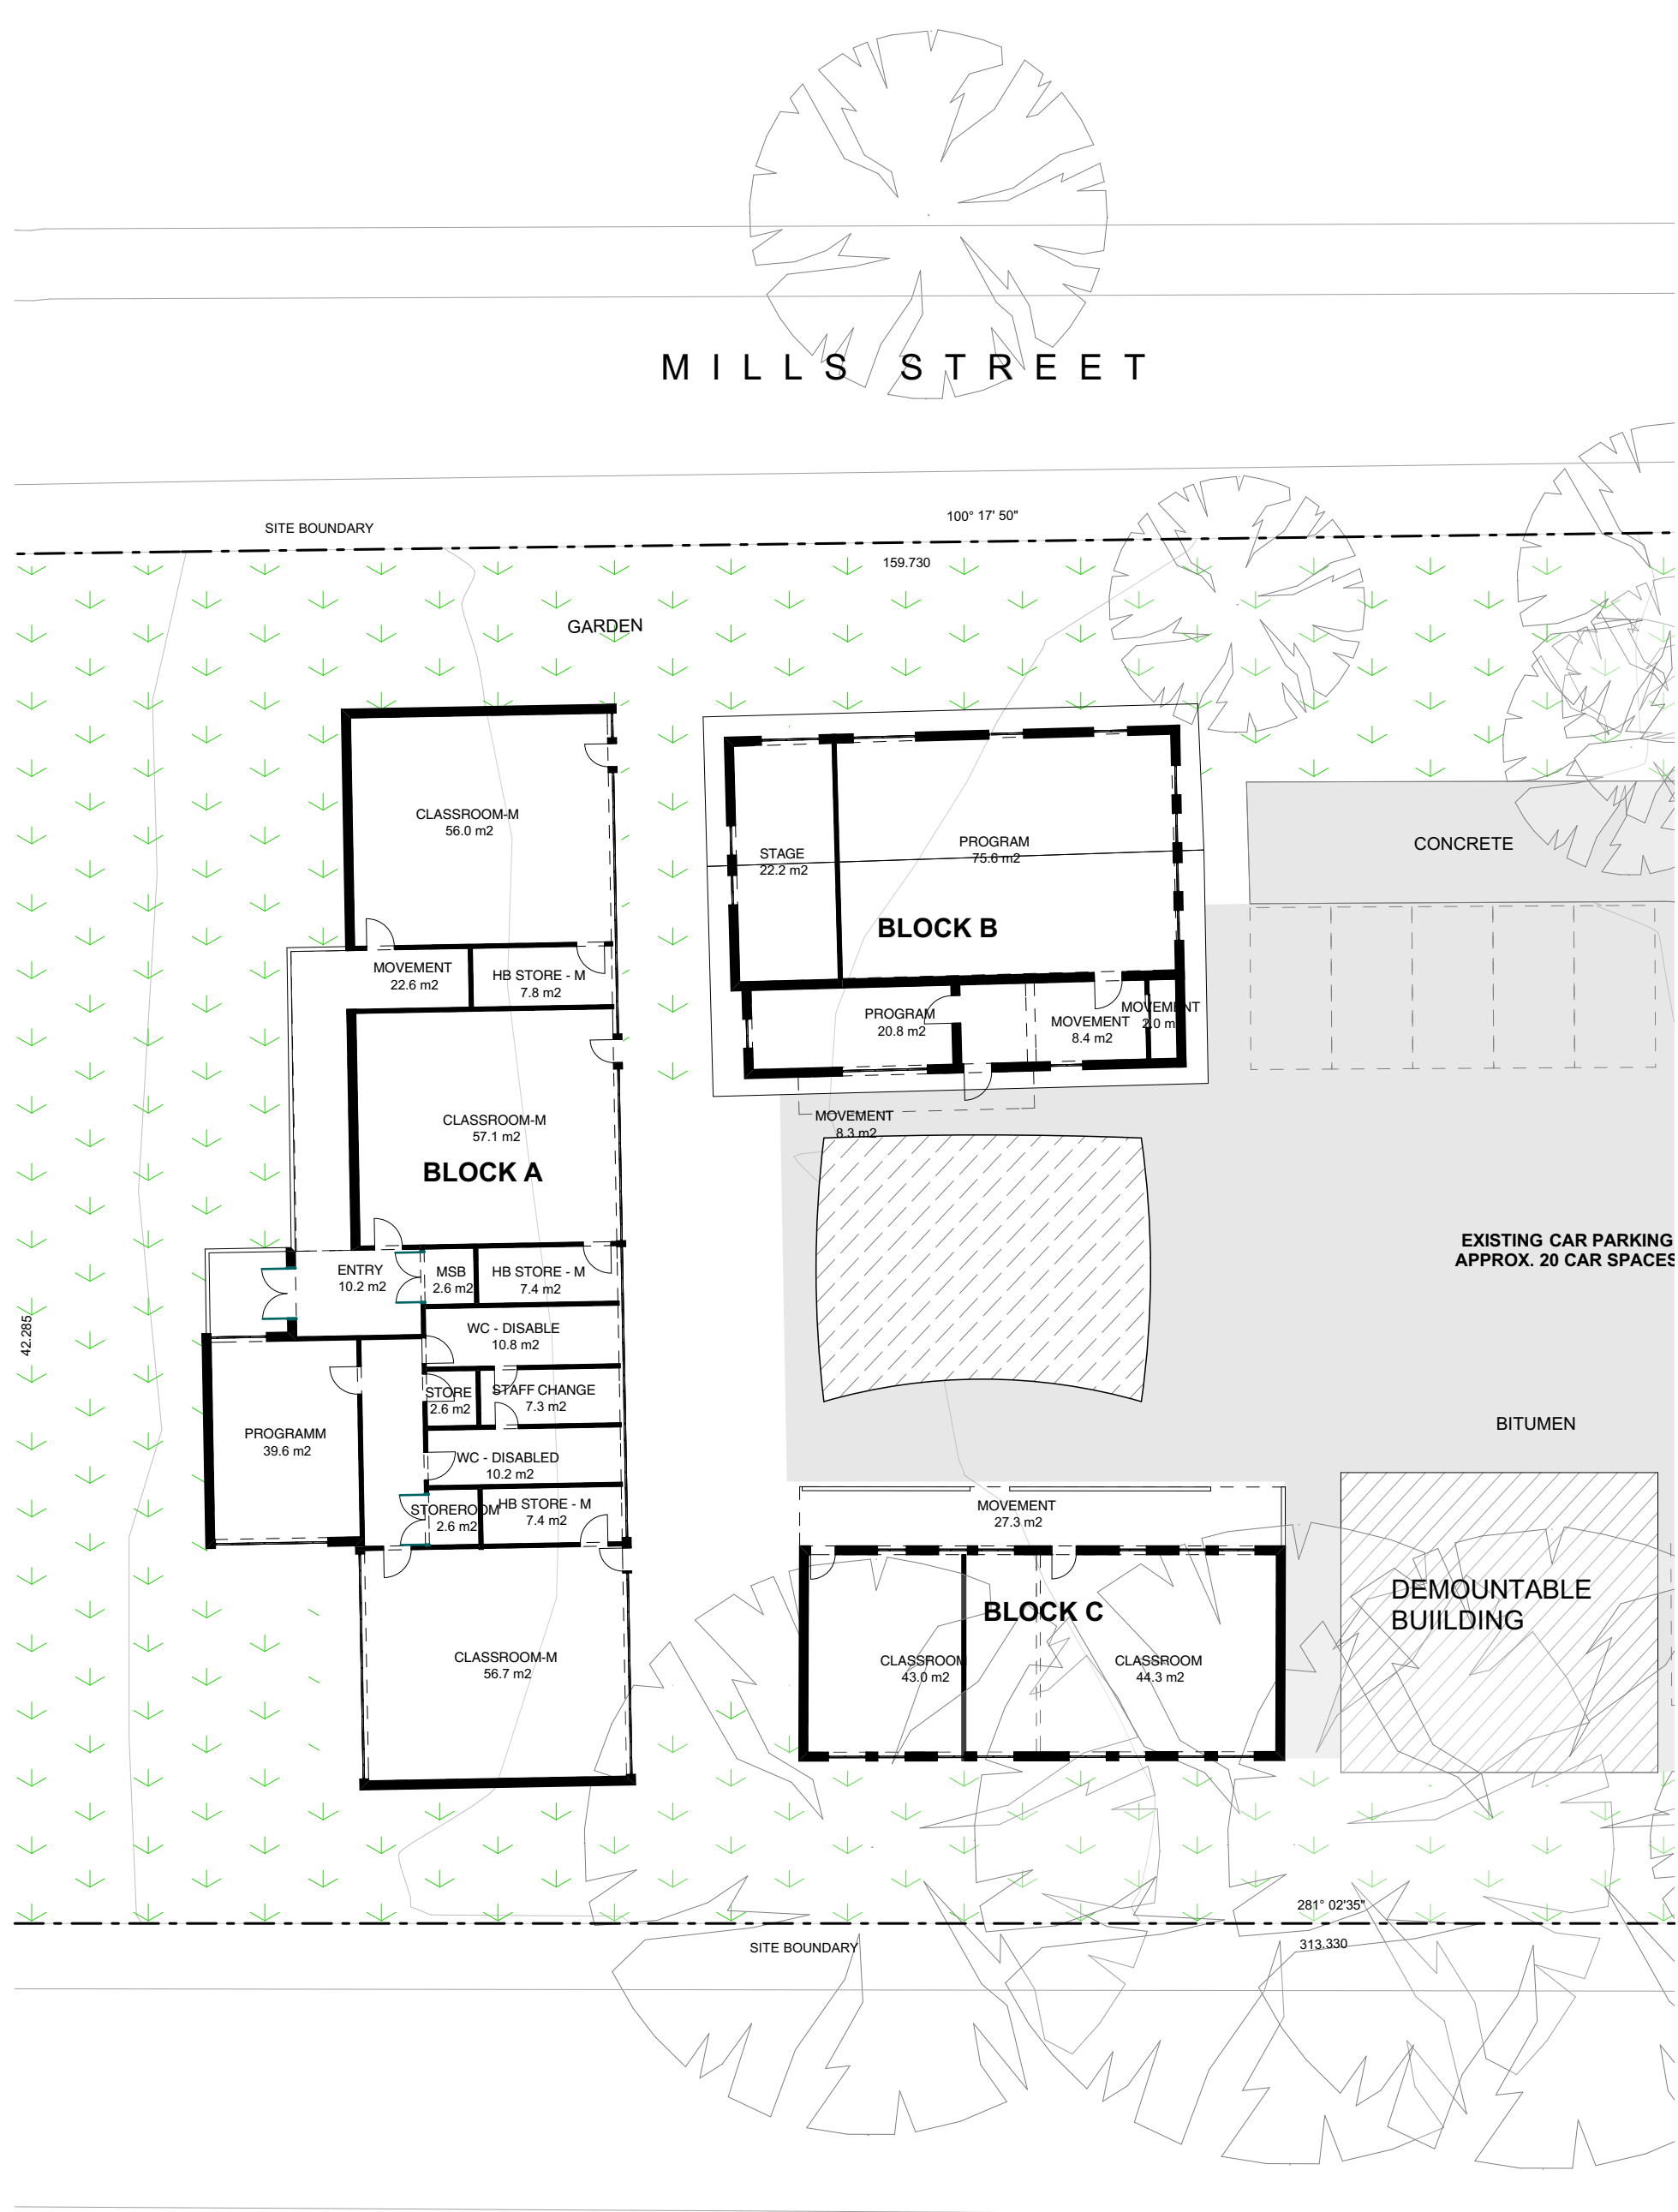 MILLS STREET
SITE BOUNDARY
100° 17' 50"
159.730
GARDEN
CLASSROOM-M
56.0 m2
STAGE
22.2 m2
PROGRAM
75.6 m2
CONCRETE
BLOCK B
MOVEMENT
22.6 m2
HB STORE - M
7.8 m2
PROGRAM
20.8 m2
MOVEMENT
8.4 m2
MOVEMENT
2.0 m
MOVEMENT
8.3 m2
CLASSROOM-M
57.1 m2
BLOCK A
EXISTING CAR PARKING
APPROX. 20 CAR SPACES
ENTRY
10.2 m2
MSB
2.6 m2
HB STORE - M
7.4 m2
42.285
WC - DISABLE
10.8 m2
STORE
2.6 m2
STAFF CHANGE
7.3 m2
PROGRAMM
39.6 m2
BITUMEN
WC - DISABLED
10.2 m2
STOREROOM
2.6 m2
HB STORE - M
7.4 m2
MOVEMENT
27.3 m2
DEMOUNTABLE
BUIILDING
BLOCK C
CLASSROOM-M
56.7 m2
CLASSROOM
43.0 m2
CLASSROOM
44.3 m2
281° 02'35"
SITE BOUNDARY
313.330